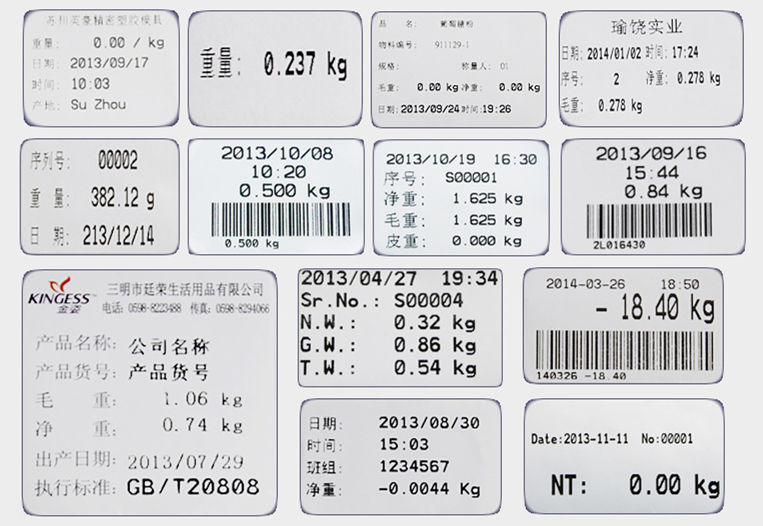 苏州英豪精密塑胶模具
重量: 0.00 / kg
日期: 2013/09/17
时间: 10:03
产地: Su Zhou
重量: 0.237 kg
品 名: 葡萄糖粉
物料编号: 911129-1
规格: 称量人: 01
毛重: 0.00 kg 净重: 0.00 kg
日期:2013/09/24 时间:19:26
瑜饶实业
日期: 2014/01/02 时间: 17:24
序号: 2 净重: 0.278 kg
毛重: 0.278 kg
序列号: 00002
重 量: 382.12 g
日 期: 213/12/14
2013/10/08
10:20
0.500 kg
0.500 kg
2013/10/19 16:30
序号: S00001
净重: 1.625 kg
毛重: 1.625 kg
皮重: 0.000 kg
2013/09/16
15:44
0.84 kg
2L016430
KINGESS 金姿
三明市廷荣生活用品有限公司
电话: 0598-8223488 传真: 0598-8294066
产品名称: 公司名称
产品货号: 产品货号
毛 重: 1.06 kg
净 重: 0.74 kg
出产日期: 2013/07/29
执行标准: GB/T20808
2013/04/27 19:34
Sr.No.: S00004
N.W.: 0.32 kg
G.W.: 0.86 kg
T.W.: 0.54 kg
2014-03-26 18:50
- 18.40 kg
140326 -18.40
日期: 2013/08/30
时间: 15:03
班组: 1234567
净重: -0.0044 Kg
Date:2013-11-11 No:00001
NT: 0.00 kg